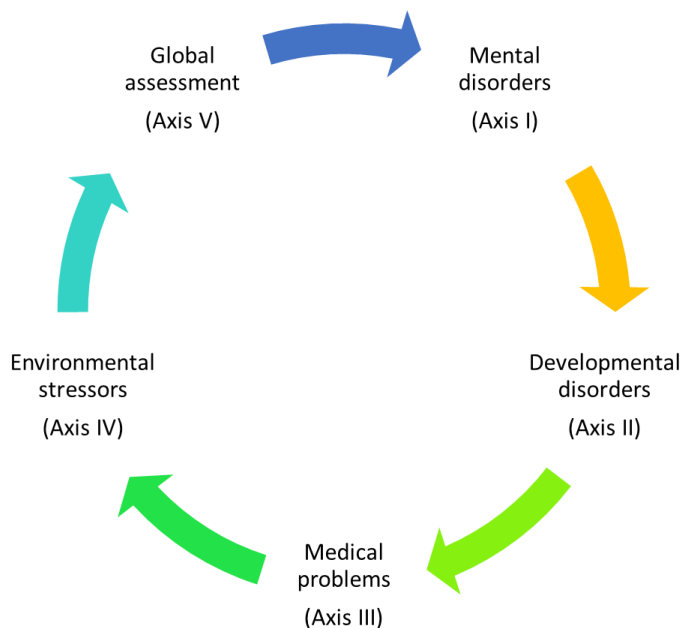 Global
assessment
(Axis V)
Mental
disorders
(Axis I)
Developmental
disorders
(Axis II)
Medical
problems
(Axis III)
Environmental
stressors
(Axis IV)